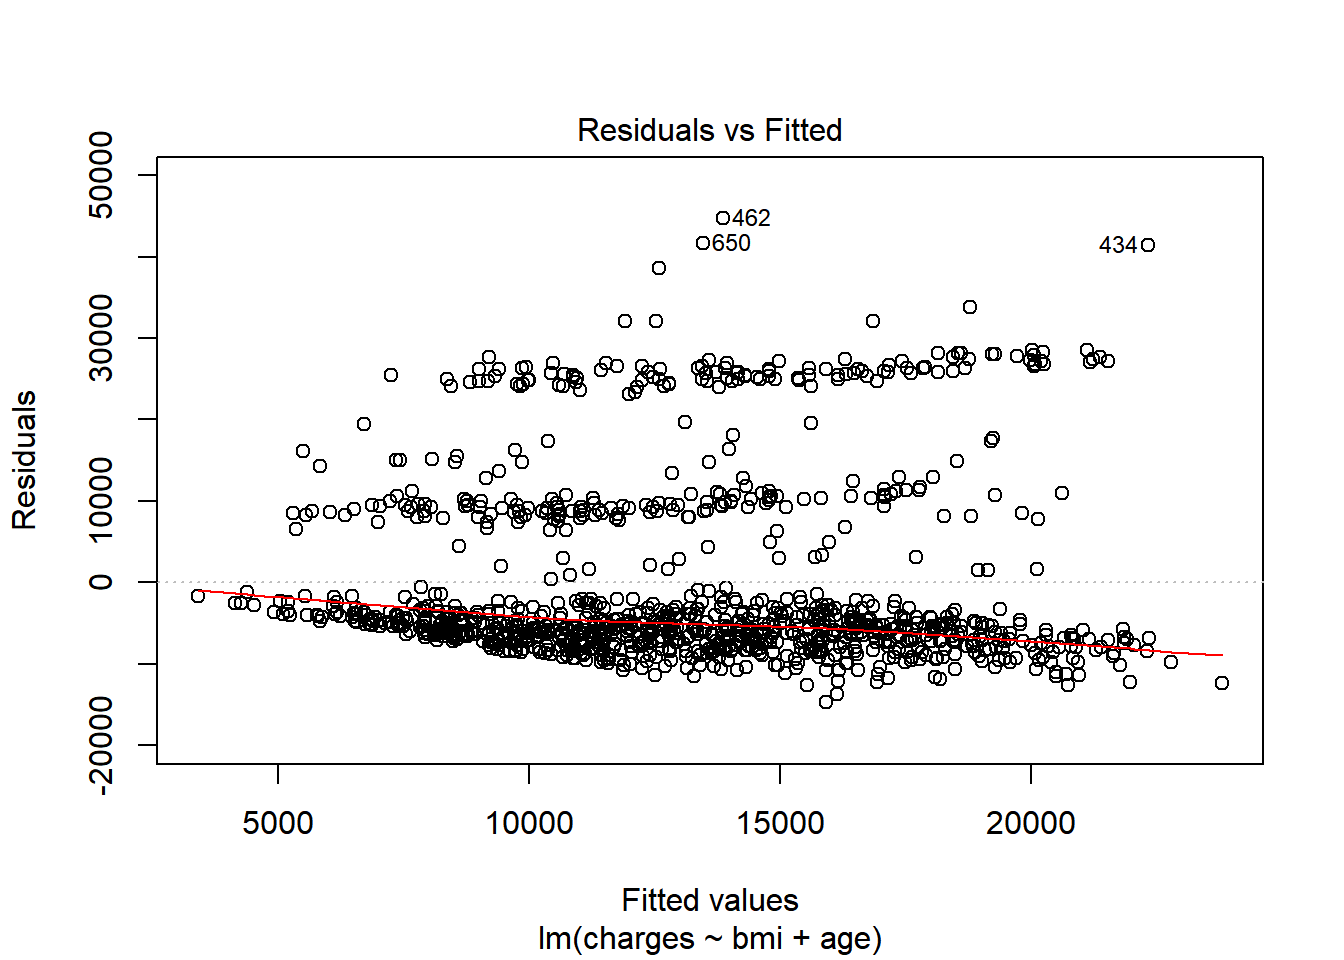 Residuals vs Fitted
50000
30000
10000
0
-20000
Residuals
462
650
434
5000 10000 15000 20000
Fitted values
lm(charges ~ bmi + age)